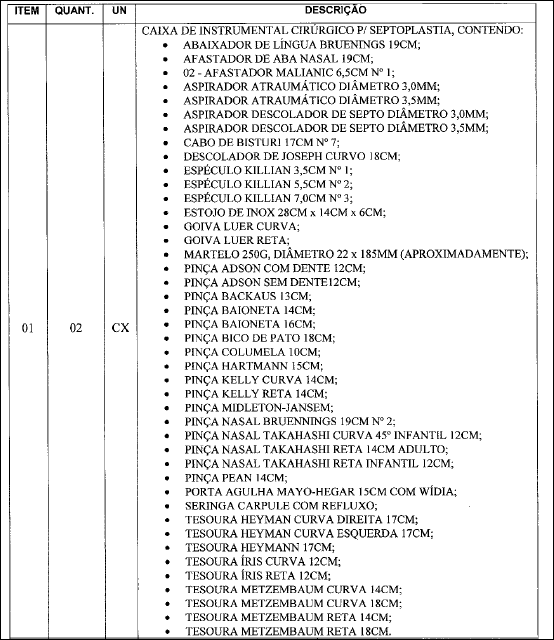 ITEM QUANT. UN DESCRIÇÃO
CAIXA DE INSTRUMENTAL CIRÚRGICO P/ SEPTOPLASTIA, CONTENDO:
• ABAIXADOR DE LÍNGUA BRUENINGS 19CM;
• AFASTADOR DE ABA NASAL 19CM;
• 02 - AFASTADOR MALIANIC 6,5CM Nº 1;
• ASPIRADOR ATRAUMÁTICO DIÂMETRO 3,0MM;
• ASPIRADOR ATRAUMÁTICO DIÂMETRO 3,5MM;
• ASPIRADOR DESCOLADOR DE SEPTO DIÂMETRO 3,0MM;
• ASPIRADOR DESCOLADOR DE SEPTO DIÂMETRO 3,5MM;
• CABO DE BISTURI 17CM Nº 7;
• DESCOLADOR DE JOSEPH CURVO 18CM;
• ESPÉCULO KILLIAN 3,5CM Nº 1;
• ESPÉCULO KILLIAN 5,5CM Nº 2;
• ESPÉCULO KILLIAN 7,0CM Nº 3;
• ESTOJO DE INOX 28CM x 14CM x 6CM;
• GOIVA LUER CURVA;
• GOIVA LUER RETA;
• MARTELO 250G, DIÂMETRO 22 x 185MM (APROXIMADAMENTE);
• PINÇA ADSON COM DENTE 12CM;
• PINÇA ADSON SEM DENTE12CM;
• PINÇA BACKAUS 13CM;
• PINÇA BAIONETA 14CM;
• PINÇA BAIONETA 16CM;
01 02 CX
• PINÇA BICO DE PATO 18CM;
• PINÇA COLUMELA 10CM;
• PINÇA HARTMANN 15CM;
• PINÇA KELLY CURVA 14CM;
• PINÇA KELLY RETA 14CM;
• PINÇA MIDLETON-JANSEM;
• PINÇA NASAL BRUENNINGS 19CM Nº 2;
• PINÇA NASAL TAKAHASHI CURVA 45º INFANTIL 12CM;
• PINÇA NASAL TAKAHASHI RETA 14CM ADULTO;
• PINÇA NASAL TAKAHASHI RETA INFANTIL 12CM;
• PINÇA PEAN 14CM;
• PORTA AGULHA MAYO-HEGAR 15CM COM WÍDIA;
• SERINGA CARPULE COM REFLUXO;
• TESOURA HEYMAN CURVA DIREITA 17CM;
• TESOURA HEYMAN CURVA ESQUERDA 17CM;
• TESOURA HEYMANN 17CM;
• TESOURA ÍRIS CURVA 12CM;
• TESOURA ÍRIS RETA 12CM;
• TESOURA METZEMBAUM CURVA 14CM;
• TESOURA METZEMBAUM CURVA 18CM;
• TESOURA METZEMBAUM RETA 14CM;
• TESOURA METZEMBAUM RETA 18CM.